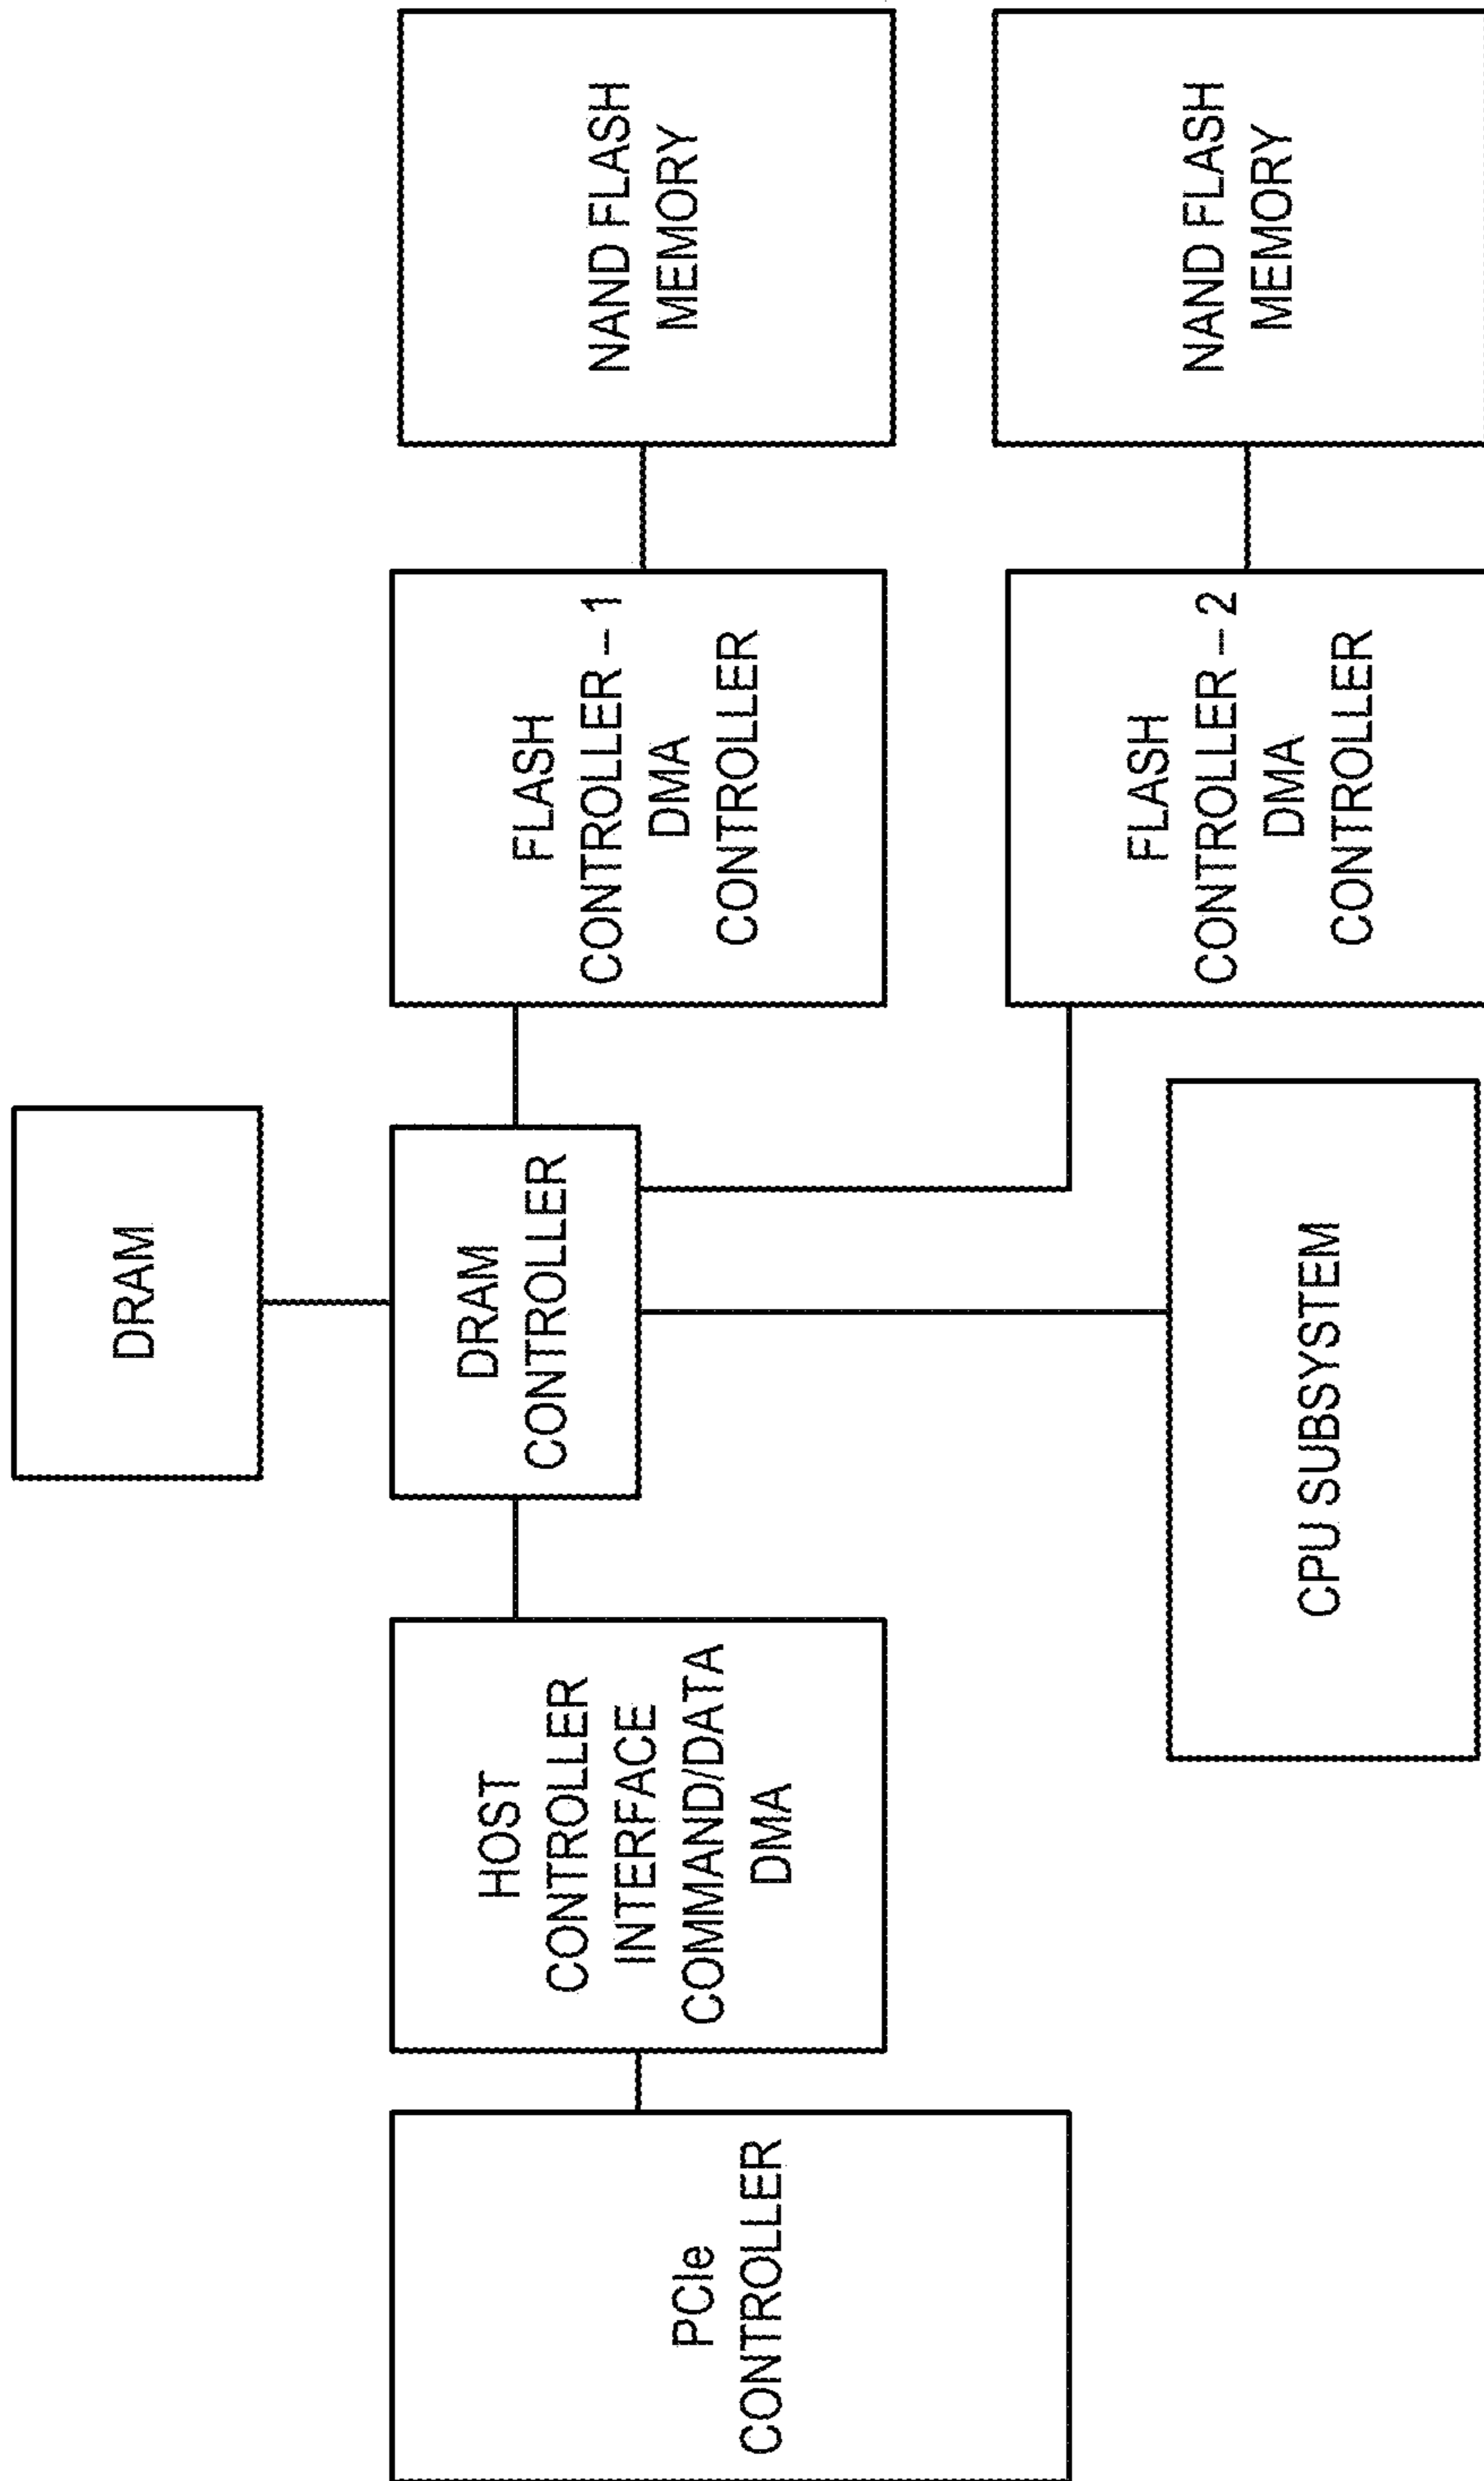 DRAM
PCIe
CONTROLLER
HOST
CONTROLLER
INTERFACE
COMMAND/DATA
DMA
DRAM
CONTROLLER
FLASH
CONTROLLER – 1
DMA
CONTROLLER
NAND FLASH
MEMORY
CPU SUBSYSTEM
FLASH
CONTROLLER – 2
DMA
CONTROLLER
NAND FLASH
MEMORY